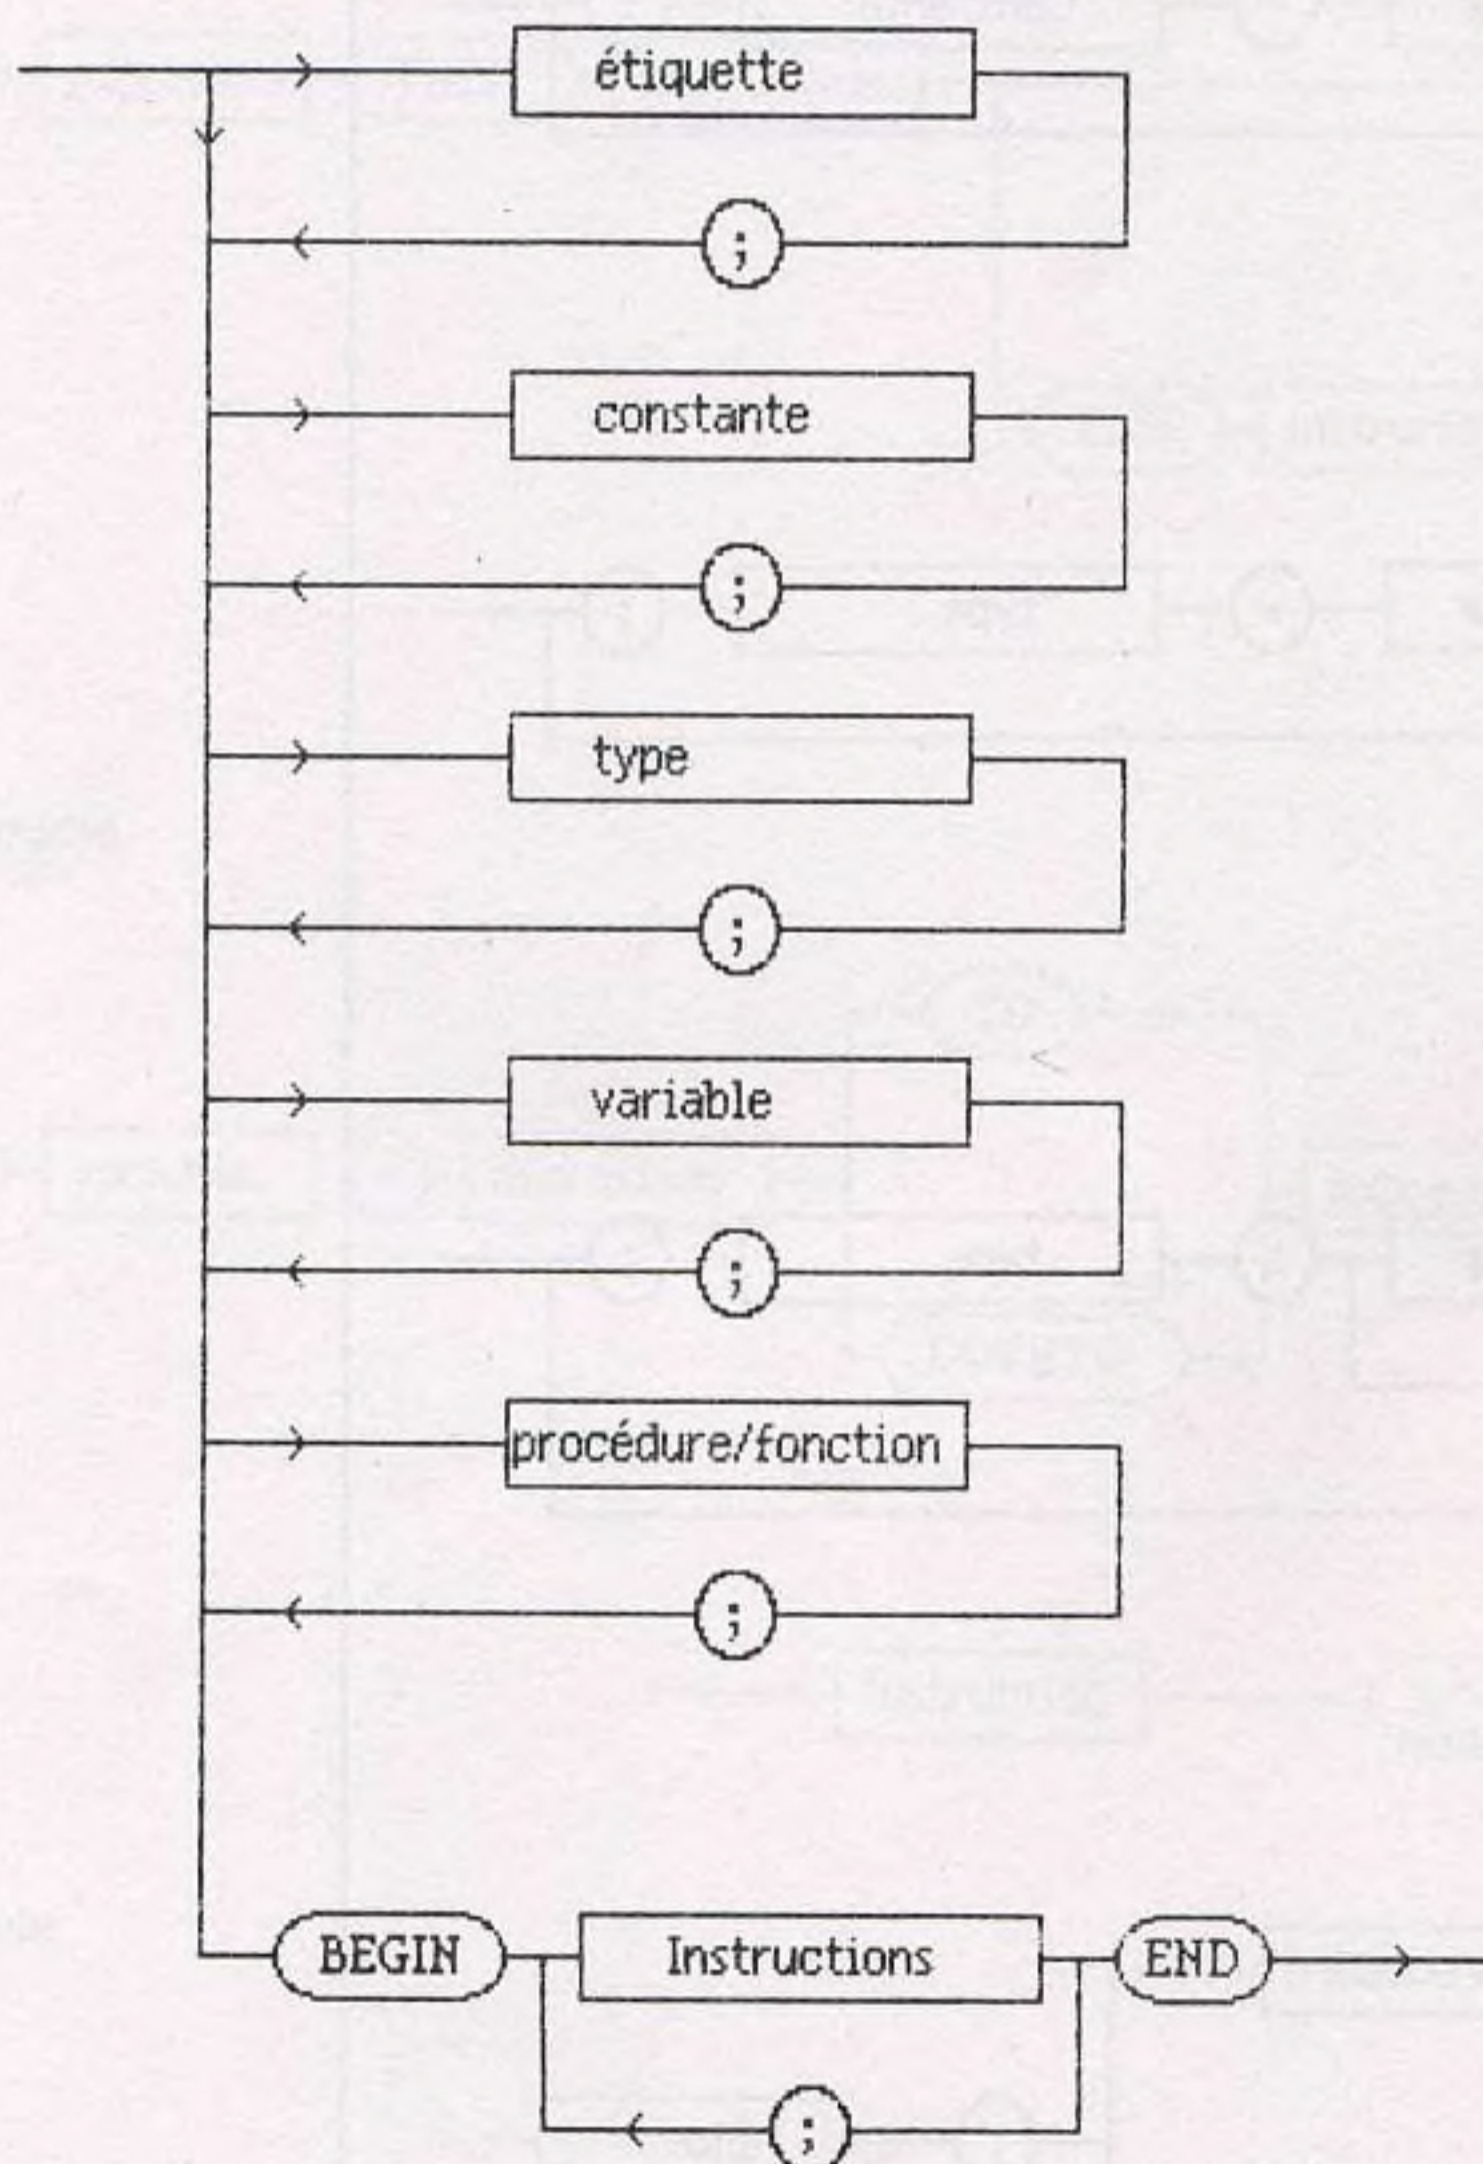 étiquette
;
constante
;
type
;
variable
;
procédure/fonction
;
BEGIN Instructions END
;